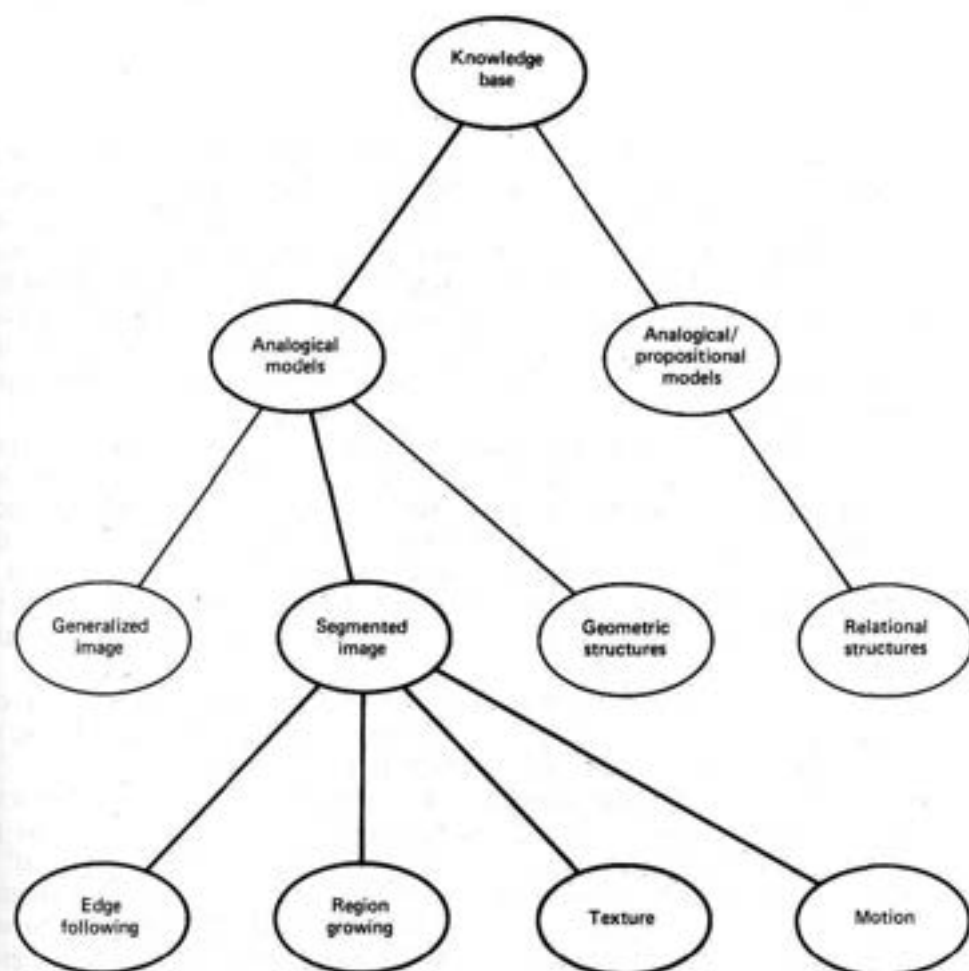 Knowledge
base
Analogical
models
Analogical/
propositional
models
Generalized
image
Segmented
image
Geometric
structures
Relational
structures
Edge
following
Region
growing
Texture
Motion